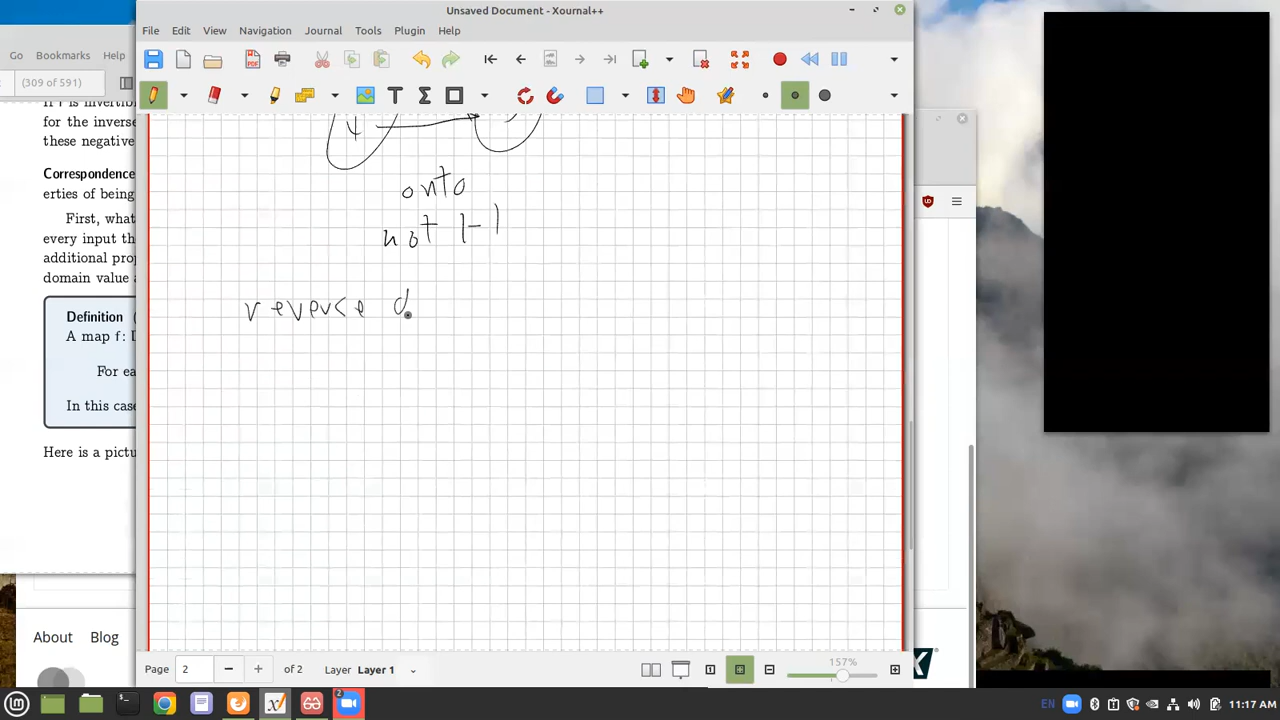 Unsaved Document - Xournal++
Go Bookmarks Help
File Edit View Navigation Journal Tools Plugin Help
(309 of 591)
for the inverse
these negative
Correspondence
erties of being
First, what
every input the
additional prop
domain value a
Definition (
A map f: D
For ea
In this case
Here is a pictu
onto
not 1-1
reverse d
About Blog
Page 2 of 2 Layer Layer 1
157%
EN 11:17 AM